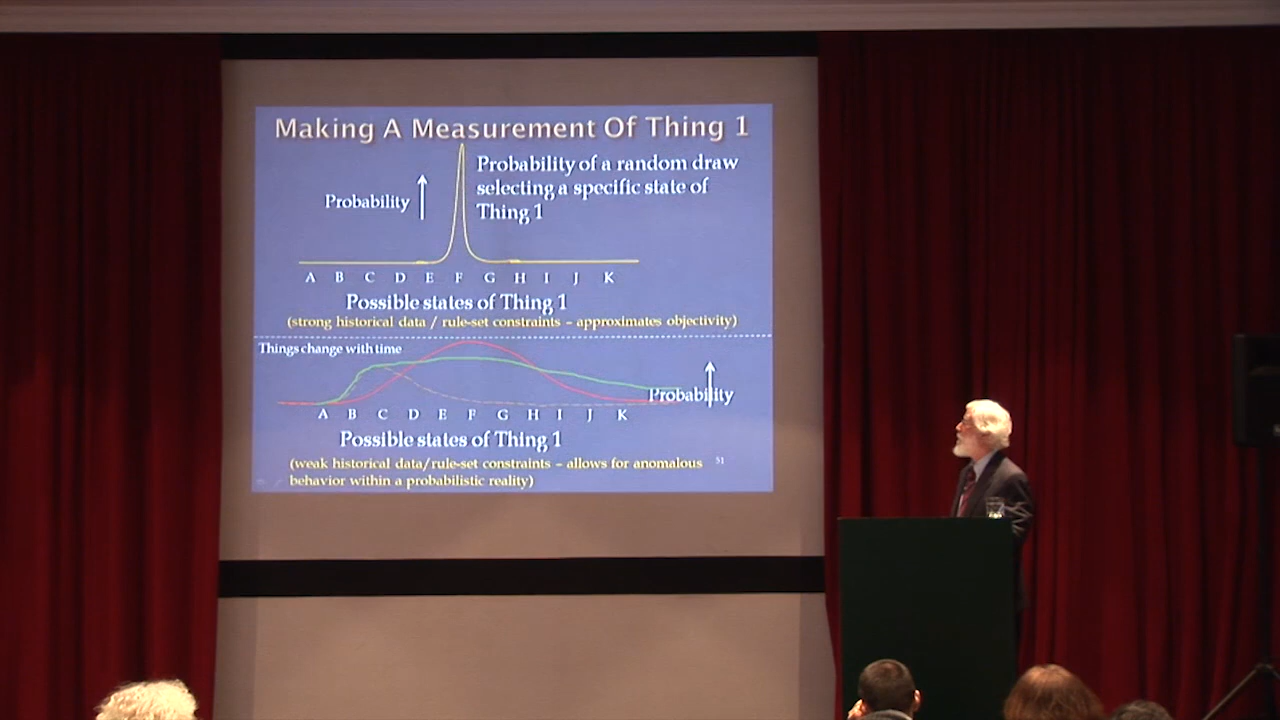 Making A Measurement Of Thing 1
Probability of a random draw
selecting a specific state of
Thing 1
Probability
A B C D E F G H I J K
Possible states of Thing 1
(strong historical data / rule-set constraints – approximates objectivity)
Things change with time
Probability
A B C D E F G H I J K
Possible states of Thing 1
(weak historical data/rule-set constraints – allows for anomalous
behavior within a probabilistic reality)
51